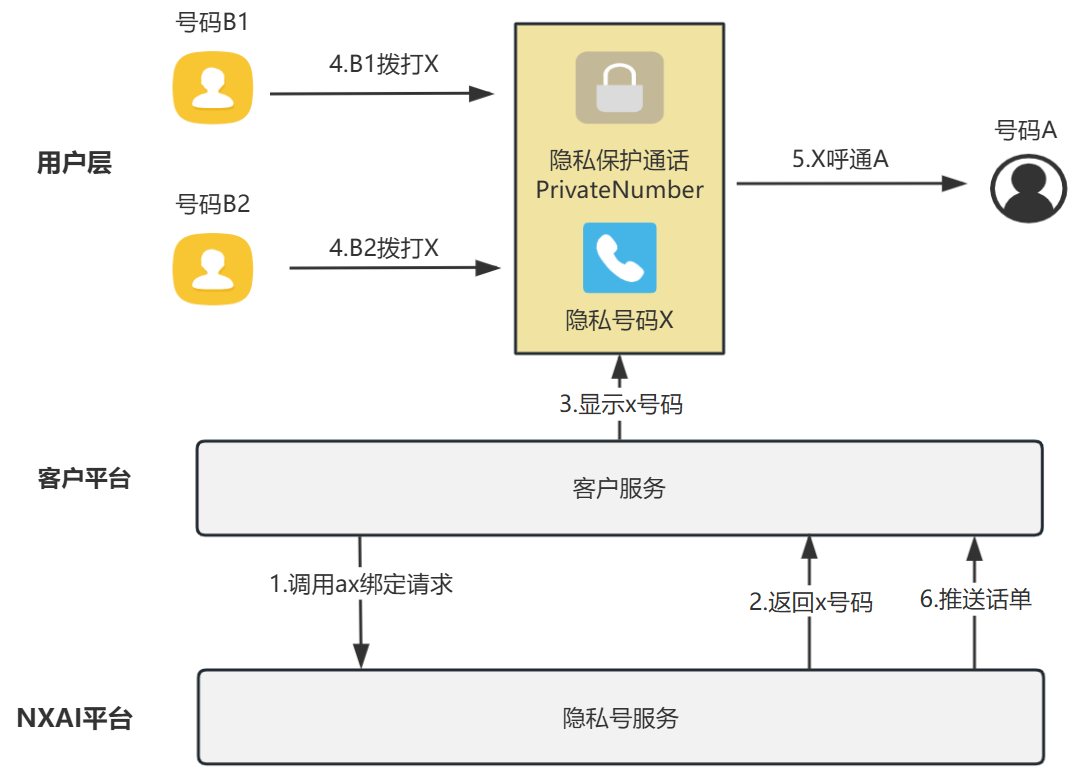 号码B1
4.B1拨打X
号码A
用户层
隐私保护通话
PrivateNumber
5.X呼通A
号码B2
4.B2拨打X
隐私号码X
3.显示x号码
客户平台
客户服务
1.调用ax绑定请求
2.返回x号码
6.推送话单
NXAI平台
隐私号服务